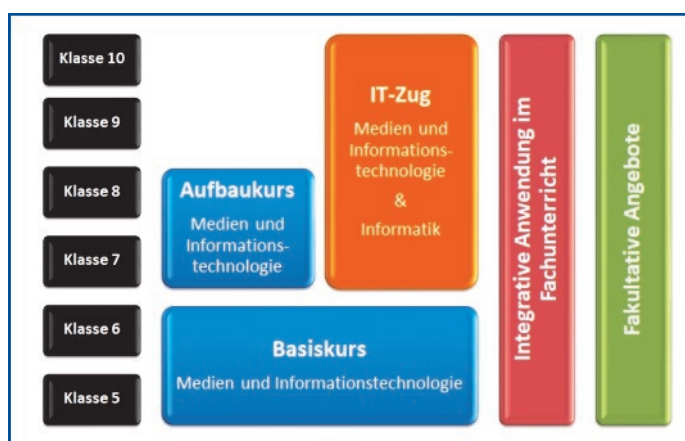 Klasse 10
Klasse 9
Klasse 8
Klasse 7
Klasse 6
Klasse 5
Aufbaukurs
Medien und
Informations-
technologie
IT-Zug
Medien und
Informations-
technologie
&
Informatik
Basiskurs
Medien und Informationstechnologie
Integrative Anwendung im
Fachunterricht
Fakultative Angebote